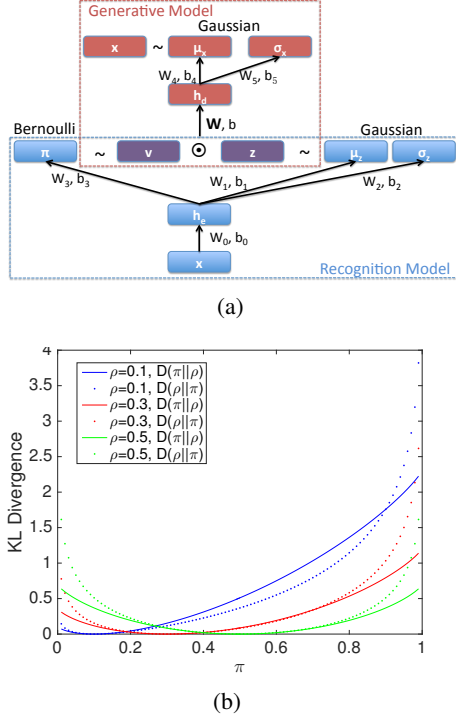 Generative Model
Gaussian
x ~ μx σx
W4, b4 W5, b5
hd
W, b
Bernoulli Gaussian
π ~ v ⊙ z ~ μz σz
W3, b3 W1, b1 W2, b2
he
W0, b0
x
Recognition Model
(a)
4
3.5
3
2.5
2
1.5
1
0.5
0
KL Divergence
ρ=0.1, D(π||ρ)
ρ=0.1, D(ρ||π)
ρ=0.3, D(π||ρ)
ρ=0.3, D(ρ||π)
ρ=0.5, D(π||ρ)
ρ=0.5, D(ρ||π)
0 0.2 0.4 0.6 0.8 1
π
(b)